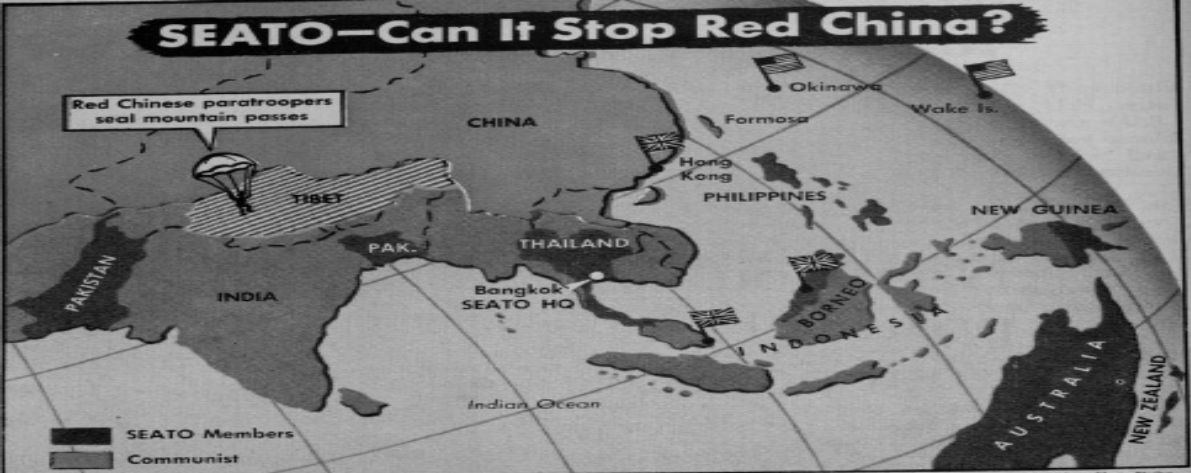 SEATO—Can It Stop Red China?
Red Chinese paratroopers
seal mountain passes
Okinawa
Wake Is.
CHINA
Formosa
Hong
Kong
TIBET
PHILIPPINES
NEW GUINEA
PAK.
THAILAND
PAKISTAN
INDIA
Bangkok
SEATO HQ
BORNEO
INDONESIA
Indian Ocean
AUSTRALIA
NEW ZEALAND
SEATO Members
Communist